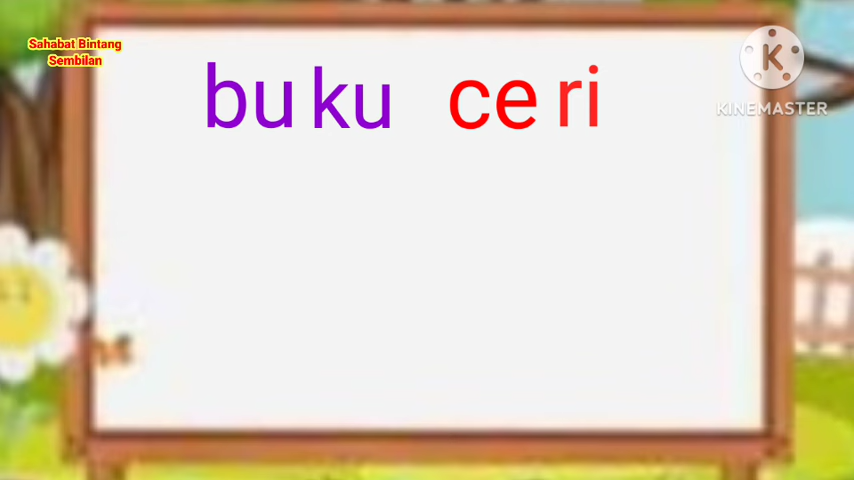 Sahabat Bintang
Sembilan
bu ku ce ri
K
KINEMASTER